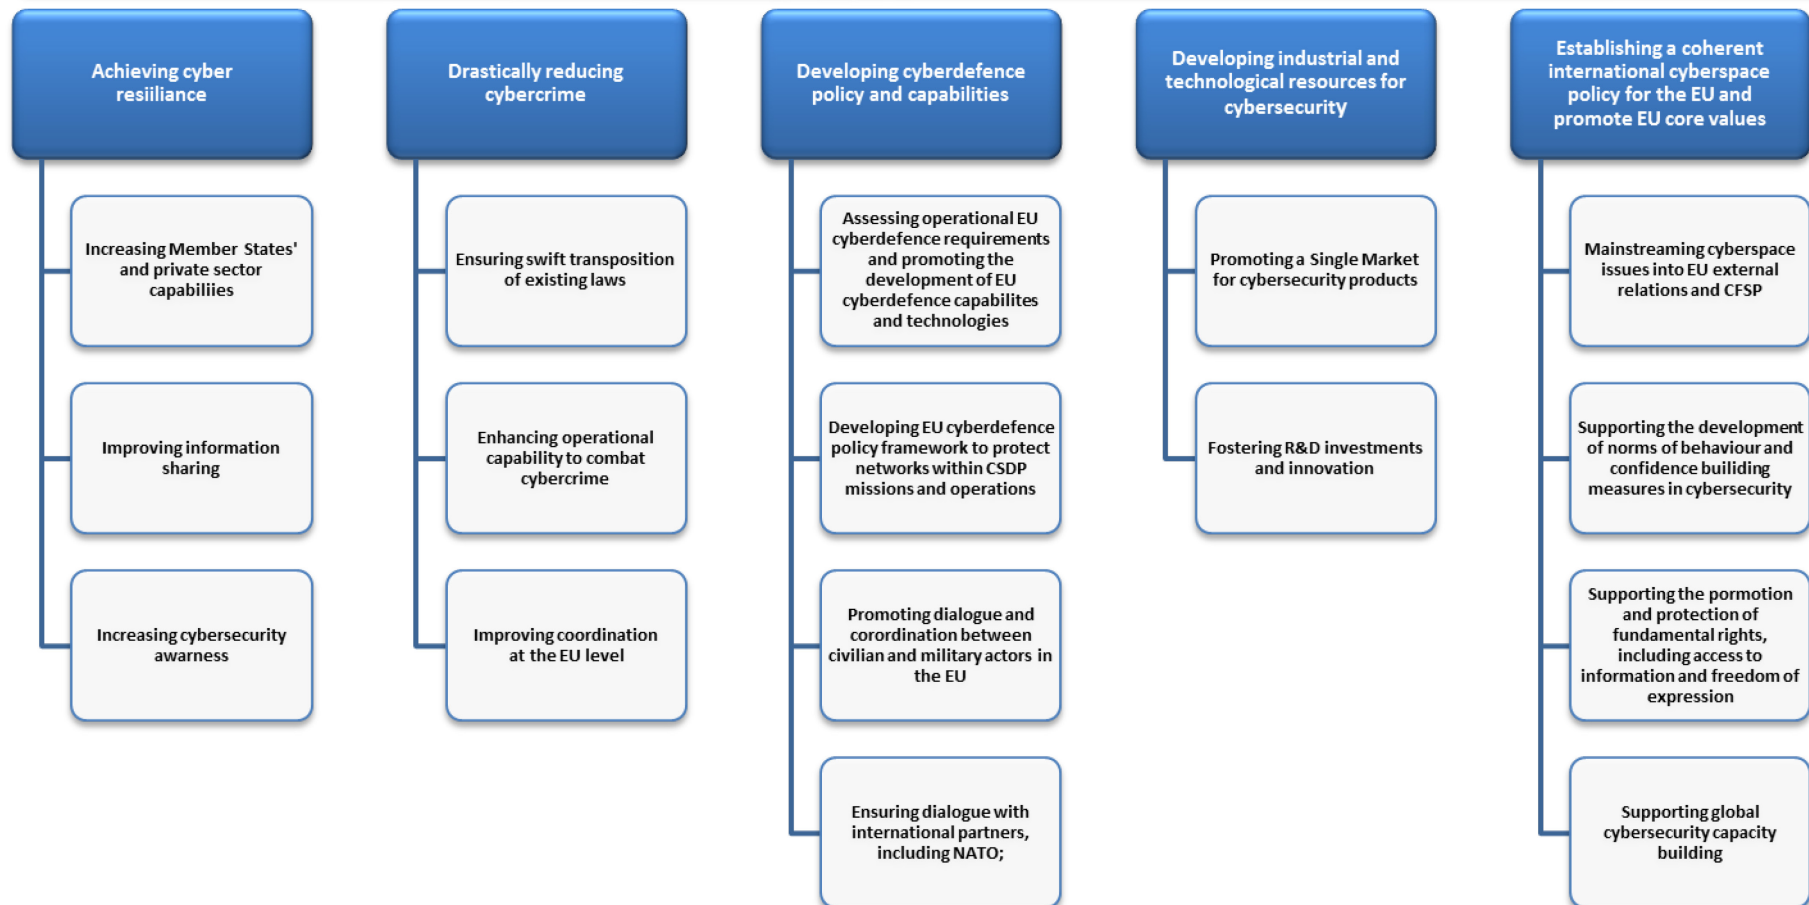 Achieving cyber
resiiliance
Increasing Member States'
and private sector
capabiliies
Improving information
sharing
Increasing cybersecurity
awarness
Drastically reducing
cybercrime
Ensuring swift transposition
of existing laws
Enhancing operational
capability to combat
cybercrime
Improving coordination
at the EU level
Developing cyberdefence
policy and capabilities
Assessing operational EU
cyberdefence requirements
and promoting the
development of EU
cyberdefence capabilites
and technologies
Developing EU cyberdefence
policy framework to protect
networks within CSDP
missions and operations
Promoting dialogue and
corordination between
civilian and military actors in
the EU
Ensuring dialogue with
international partners,
including NATO;
Developing industrial and
technological resources for
cybersecurity
Promoting a Single Market
for cybersecurity products
Fostering R&D investments
and innovation
Establishing a coherent
international cyberspace
policy for the EU and
promote EU core values
Mainstreaming cyberspace
issues into EU external
relations and CFSP
Supporting the development
of norms of behaviour and
confidence builiding
measures in cybersecurity
Supporting the pormotion
and protection of
fundamental rights,
including access to
information and freedom of
expression
Supporting global
cybersecurity capacity
building